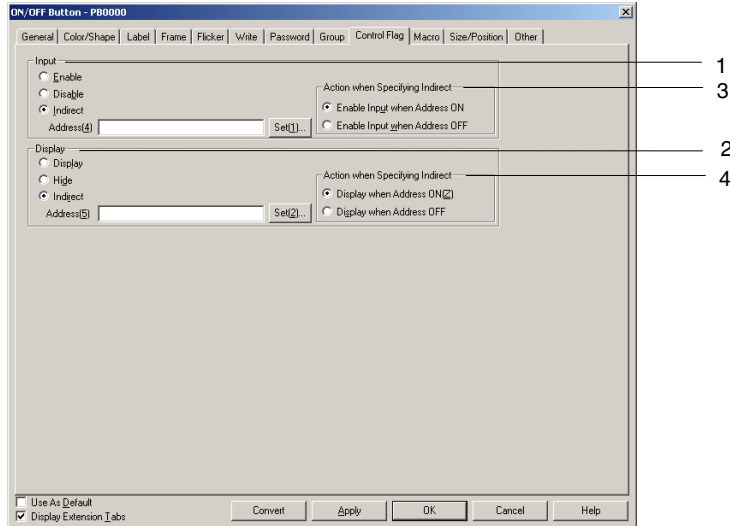 ON/OFF Button - PB0000
General Color/Shape Label Frame Flicker Write Password Group Control Flag Macro Size/Position Other
Input
1
Enable
Disable
Action when Specifying Indirect
3
Indirect
Enable Input when Address ON
Address(4)
Set(1)...
Enable Input when Address OFF
Display
2
Display
Hide
Action when Specifying Indirect
4
Indirect
Display when Address ON(Z)
Address(5)
Set(2)...
Display when Address OFF
Use As Default
Display Extension Tabs
Convert Apply OK Cancel Help